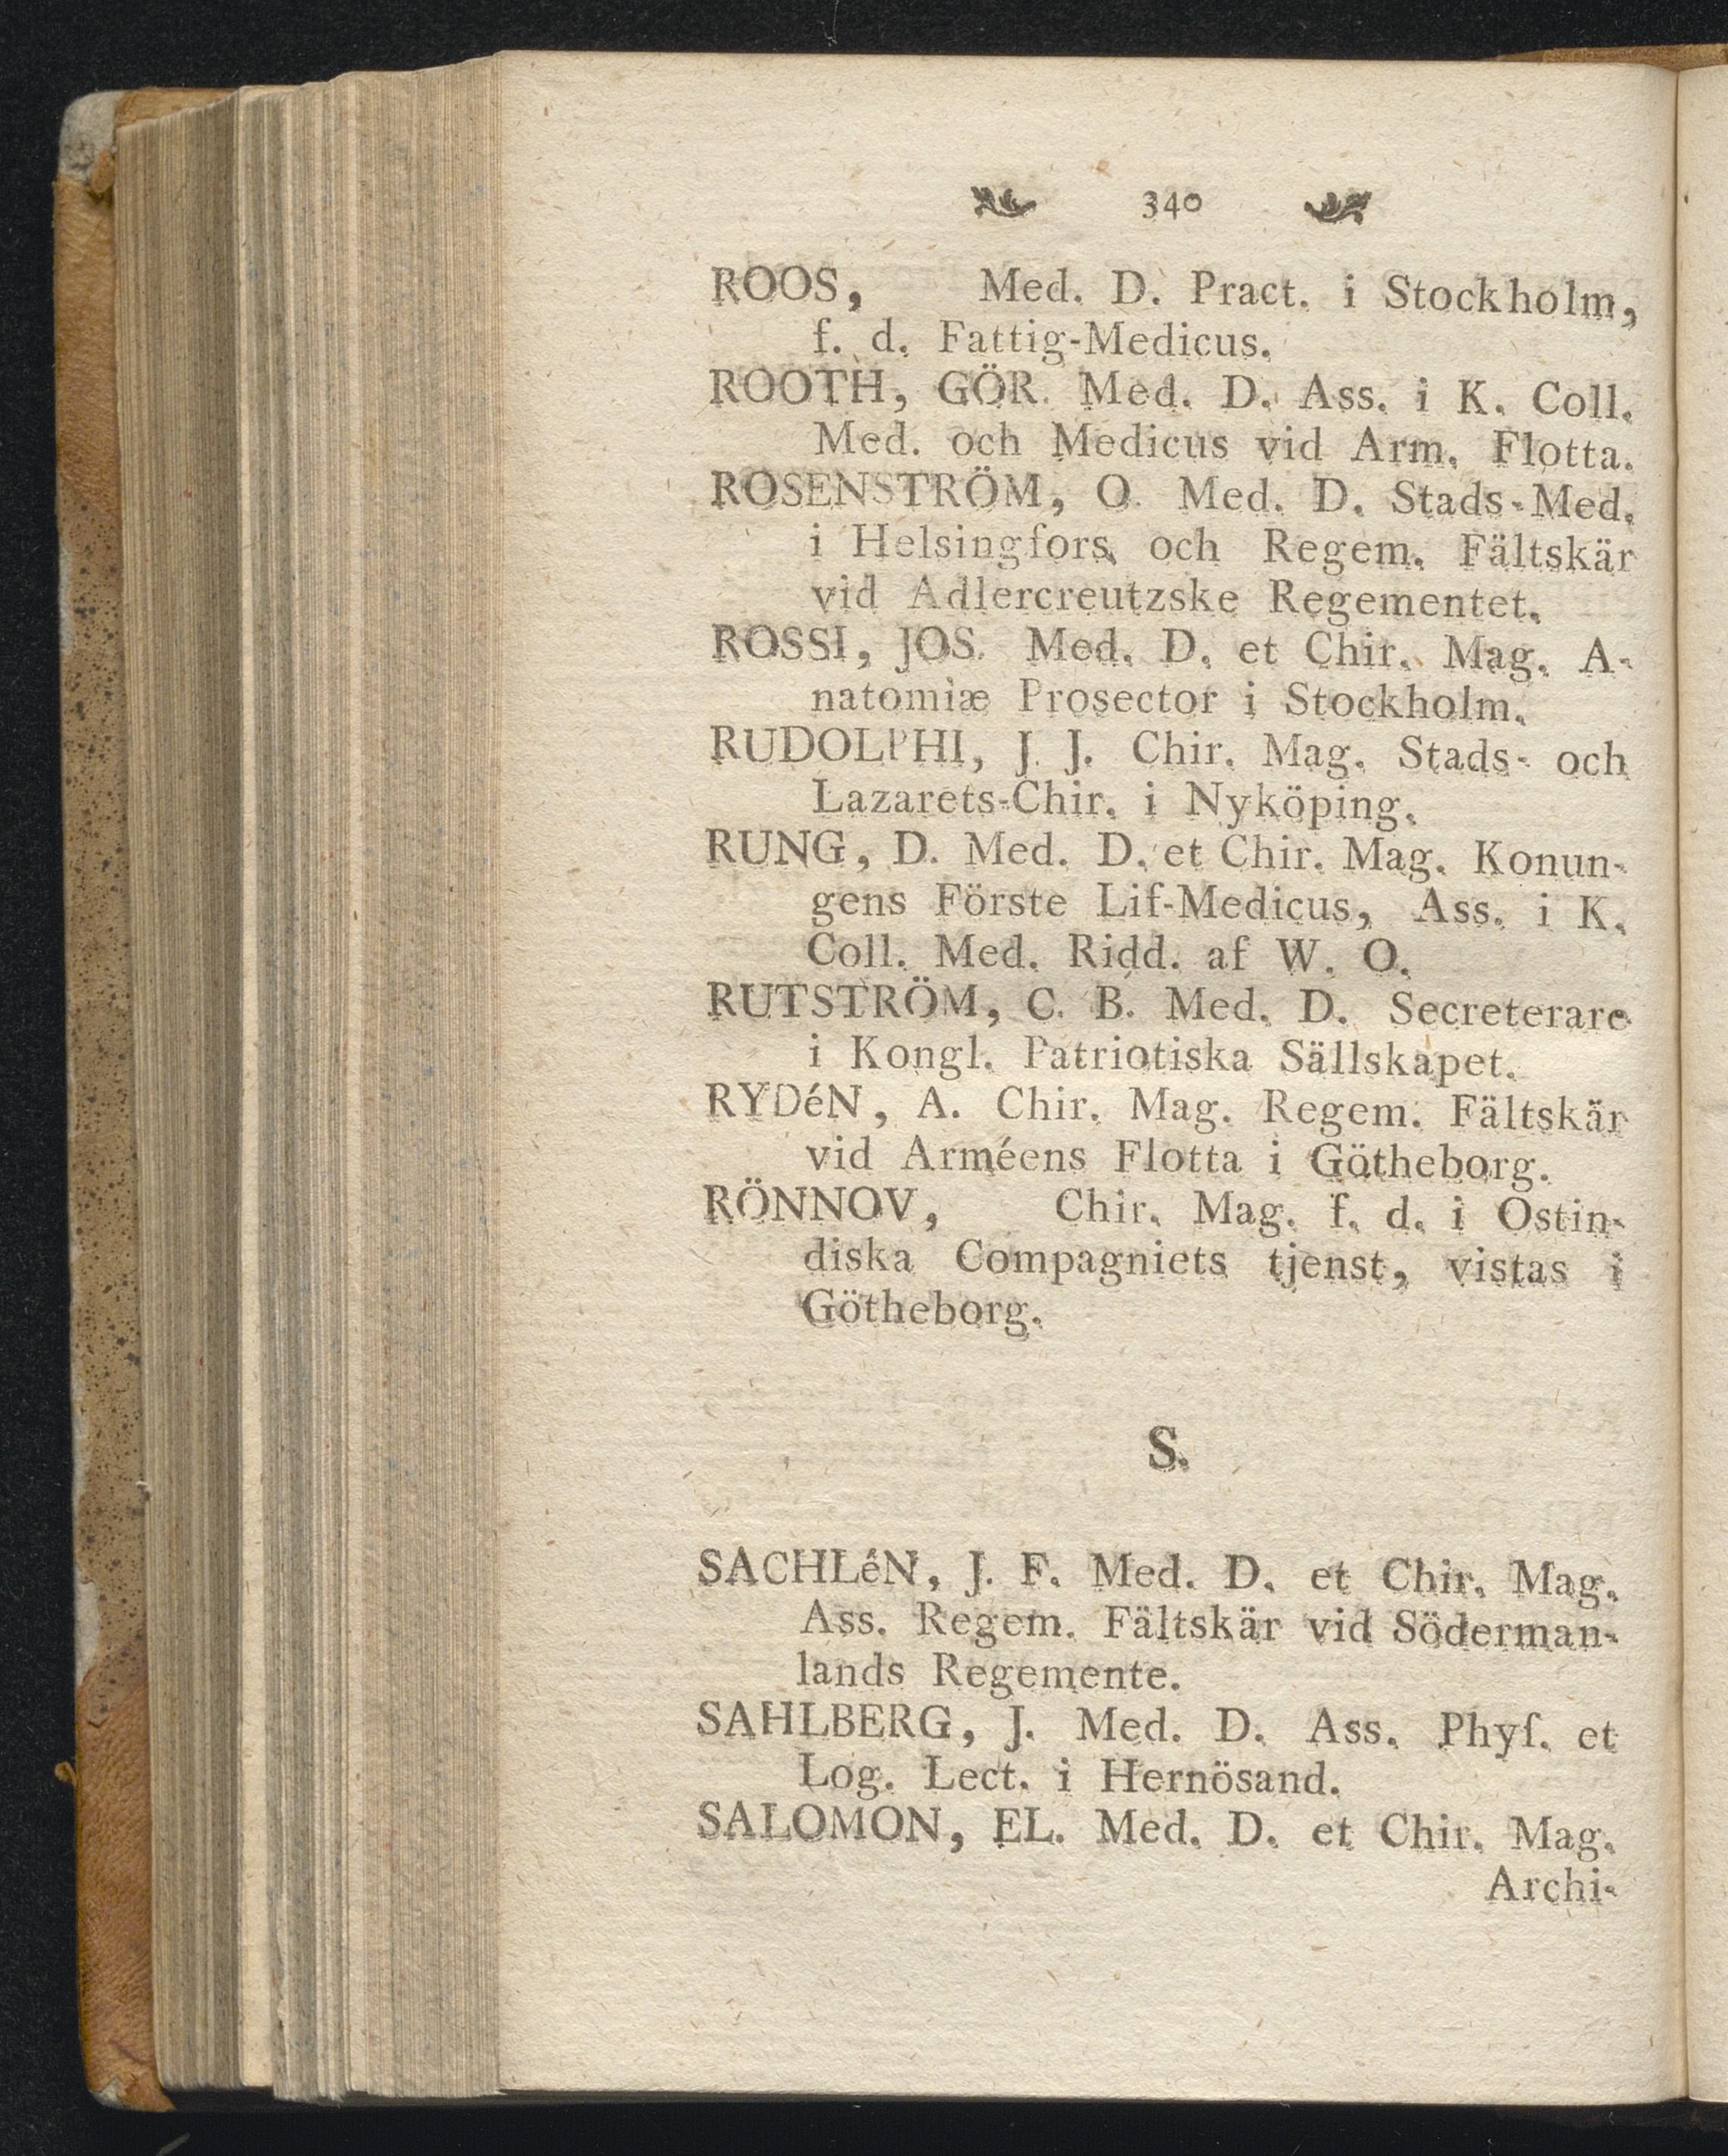 340
ROOS, Med. D. Pract. i Stockholm,
f. d. Fattig-Medicus.
ROOTH, GÖR. Med. D. Ass. i K. Coll.
Med. och Medicus vid Arm. Flotta.
ROSENSTRÖM, O. Med. D. Stads-Med.
i Helsingfors, och Regem. Fältskär
vid Adlercreutzske Regementet.
ROSSI, JOS. Med. D. et Chir. Mag. A-
natomiæ Prosector i Stockholm.
RUDOLPHI, J. J. Chir. Mag. Stads- och
Lazarets-Chir. i Nyköping.
RUNG, D. Med. D. et Chir. Mag. Konun-
gens Förste Lif-Medicus, Ass. i K.
Coll. Med. Ridd. af W. O.
RUTSTRÖM, C. B. Med. D. Secreterare
i Kongl. Patriotiska Sällskapet.
RYDéN, A. Chir. Mag. Regem. Fältskär
vid Arméens Flotta i Götheborg.
RÖNNOV, Chir. Mag. f. d. i Ostin-
diska Compagniets tjenst, vistas i
Götheborg.
S.
SACHLéN, J. F. Med. D. et Chir. Mag.
Ass. Regem. Fältskär vid Söderman-
lands Regemente.
SAHLBERG, J. Med. D. Ass. Phyſ. et
Log. Lect. i Hernösand.
SALOMON, EL. Med. D. et Chir. Mag.
Archi-